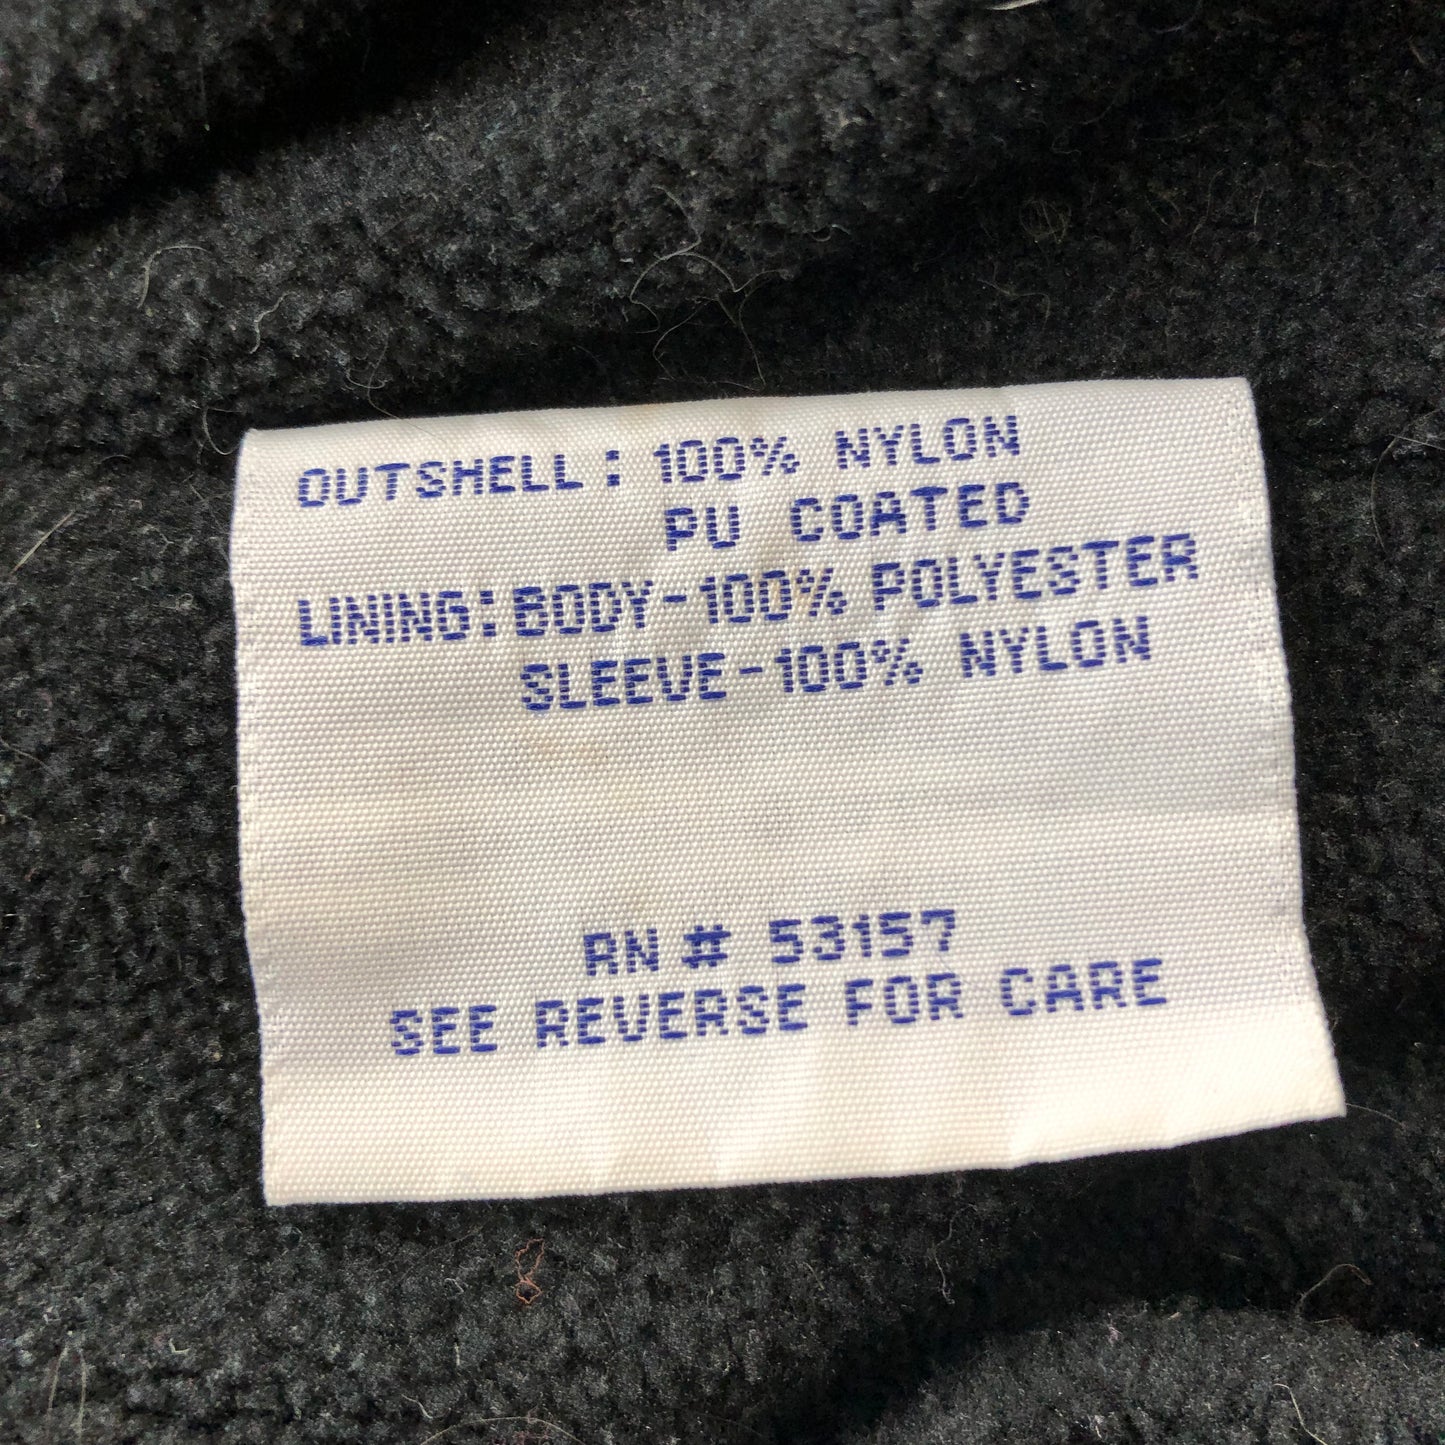 OUTSHELL: 100% NYLON
PU COATED
LINING: BODY-100% POLYESTER
SLEEVE-100% NYLON
RN # 53157
SEE REVERSE FOR CARE